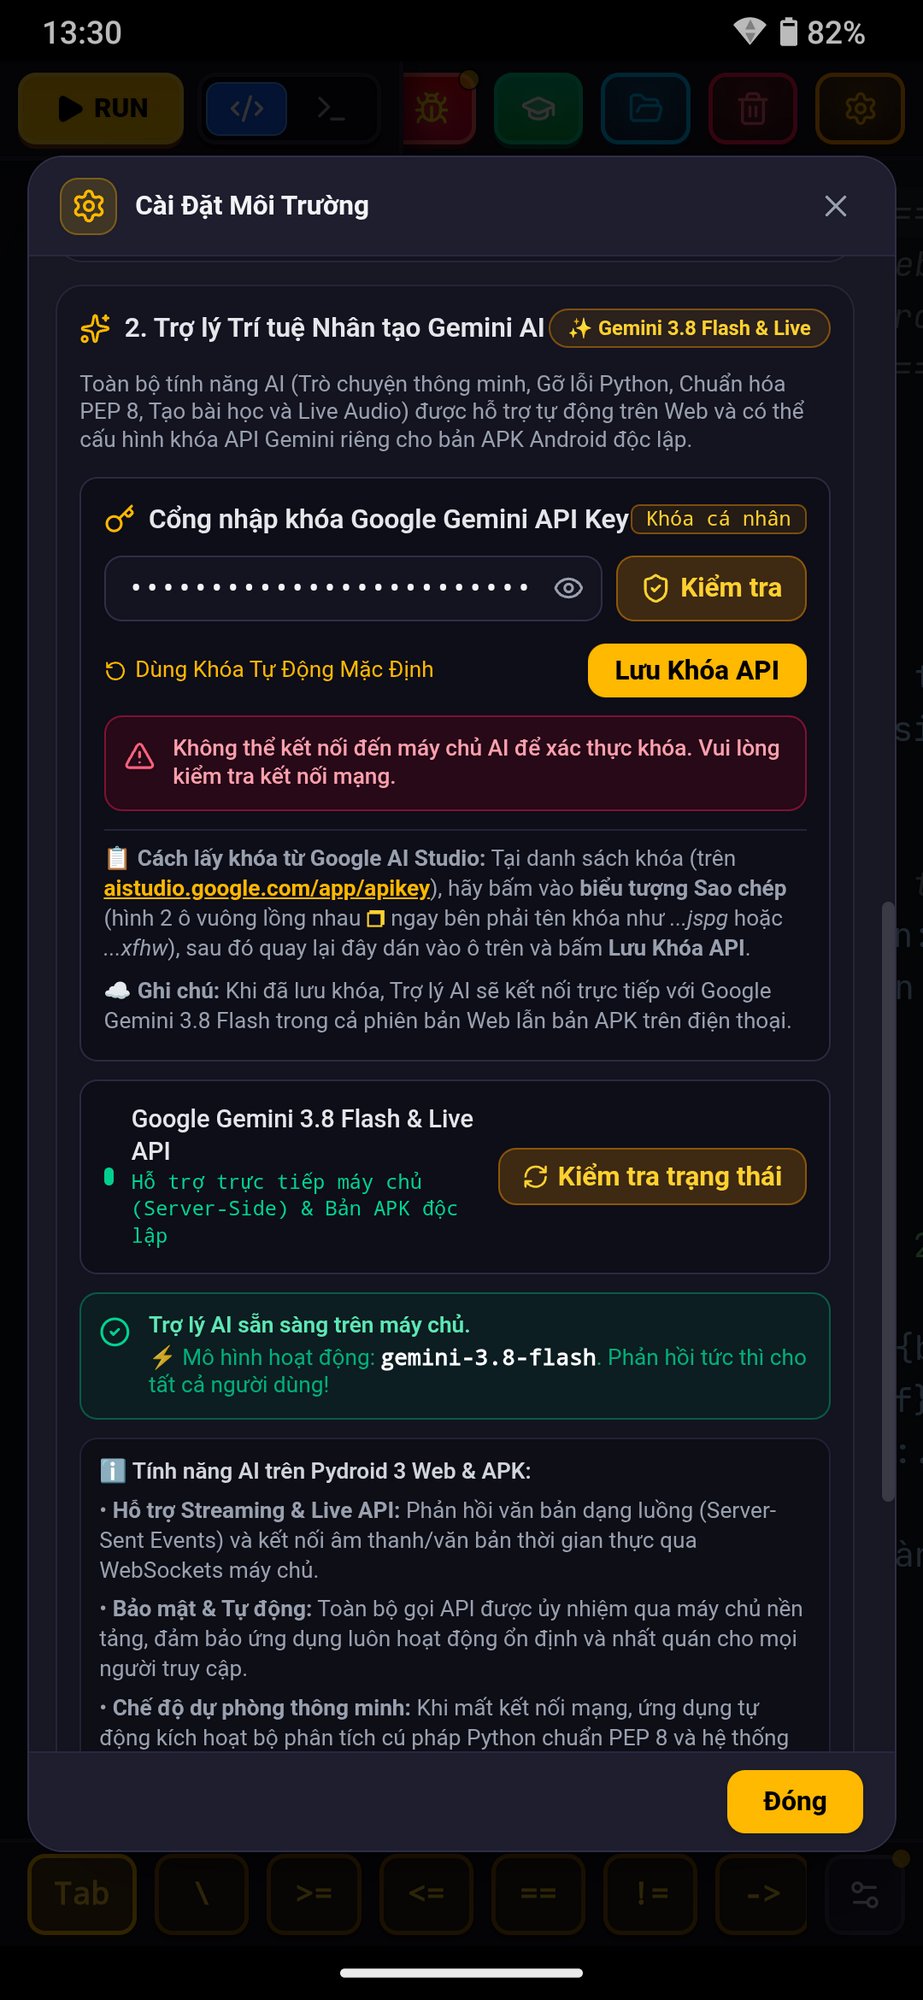 13:30
82%
RUN
</>
>_
Cài Đặt Môi Trường
2. Trợ lý Trí tuệ Nhân tạo Gemini AI
✨ Gemini 3.8 Flash & Live
Toàn bộ tính năng AI (Trò chuyện thông minh, Gỡ lỗi Python, Chuẩn hóa
PEP 8, Tạo bài học và Live Audio) được hỗ trợ tự động trên Web và có thể
cấu hình khóa API Gemini riêng cho bản APK Android độc lập.
Cổng nhập khóa Google Gemini API Key
Khóa cá nhân
Kiểm tra
Dùng Khóa Tự Động Mặc Định
Lưu Khóa API
Không thể kết nối đến máy chủ AI để xác thực khóa. Vui lòng
kiểm tra kết nối mạng.
📋 Cách lấy khóa từ Google AI Studio: Tại danh sách khóa (trên
aistudio.google.com/app/apikey), hãy bấm vào biểu tượng Sao chép
(hình 2 ô vuông lồng nhau ngay bên phải tên khóa như ...jspg hoặc
...xfhw), sau đó quay lại đây dán vào ô trên và bấm Lưu Khóa API.
☁️ Ghi chú: Khi đã lưu khóa, Trợ lý AI sẽ kết nối trực tiếp với Google
Gemini 3.8 Flash trong cả phiên bản Web lẫn bản APK trên điện thoại.
Google Gemini 3.8 Flash & Live
API
Hỗ trợ trực tiếp máy chủ
(Server-Side) & Bản APK độc
lập
Kiểm tra trạng thái
Trợ lý AI sẵn sàng trên máy chủ.
⚡ Mô hình hoạt động: gemini-3.8-flash. Phản hồi tức thì cho
tất cả người dùng!
ℹ️ Tính năng AI trên Pydroid 3 Web & APK:
• Hỗ trợ Streaming & Live API: Phản hồi văn bản dạng luồng (Server-
Sent Events) và kết nối âm thanh/văn bản thời gian thực qua
WebSockets máy chủ.
• Bảo mật & Tự động: Toàn bộ gọi API được ủy nhiệm qua máy chủ nền
tảng, đảm bảo ứng dụng luôn hoạt động ổn định và nhất quán cho mọi
người truy cập.
• Chế độ dự phòng thông minh: Khi mất kết nối mạng, ứng dụng tự
động kích hoạt bộ phân tích cú pháp Python chuẩn PEP 8 và hệ thống
Đóng
Tab
\
>=
<=
==
!=
->